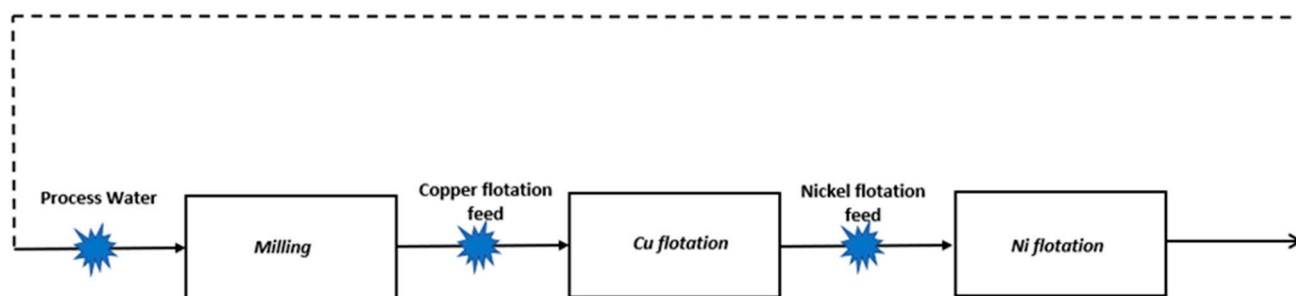 Process Water
Milling
Copper flotation
feed
Cu flotation
Nickel flotation
feed
Ni flotation